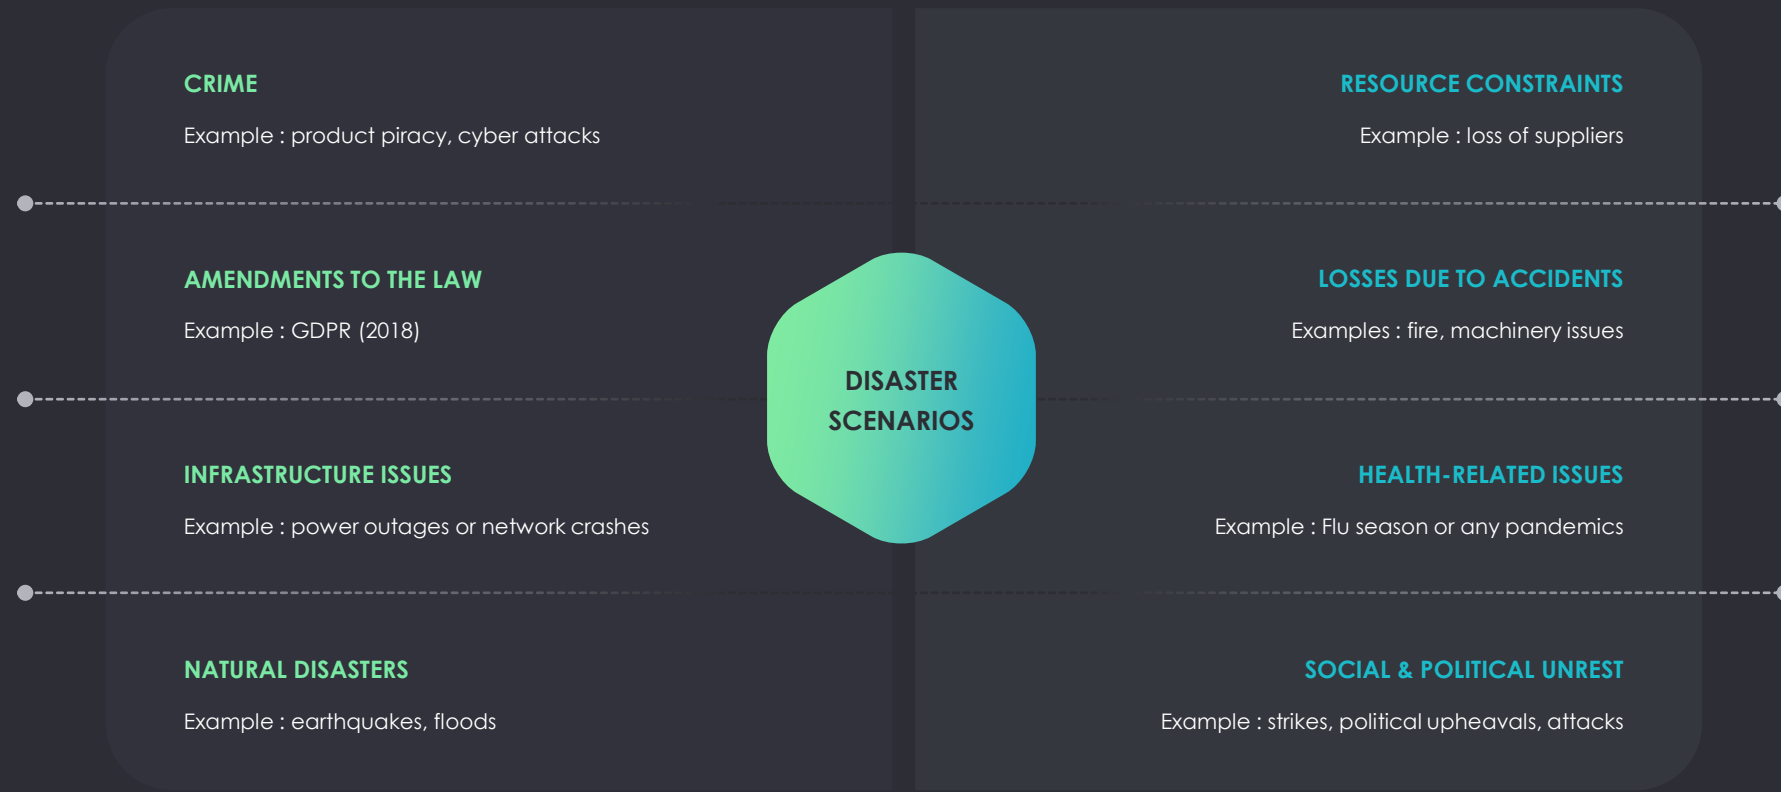 CRIME
Example : product piracy, cyber attacks
AMENDMENTS TO THE LAW
Example : GDPR (2018)
INFRASTRUCTURE ISSUES
Example : power outages or network crashes
NATURAL DISASTERS
Example : earthquakes, floods
DISASTER
SCENARIOS
RESOURCE CONSTRAINTS
Example : loss of suppliers
LOSSES DUE TO ACCIDENTS
Examples : fire, machinery issues
HEALTH-RELATED ISSUES
Example : Flu season or any pandemics
SOCIAL & POLITICAL UNREST
Example : strikes, political upheavals, attacks